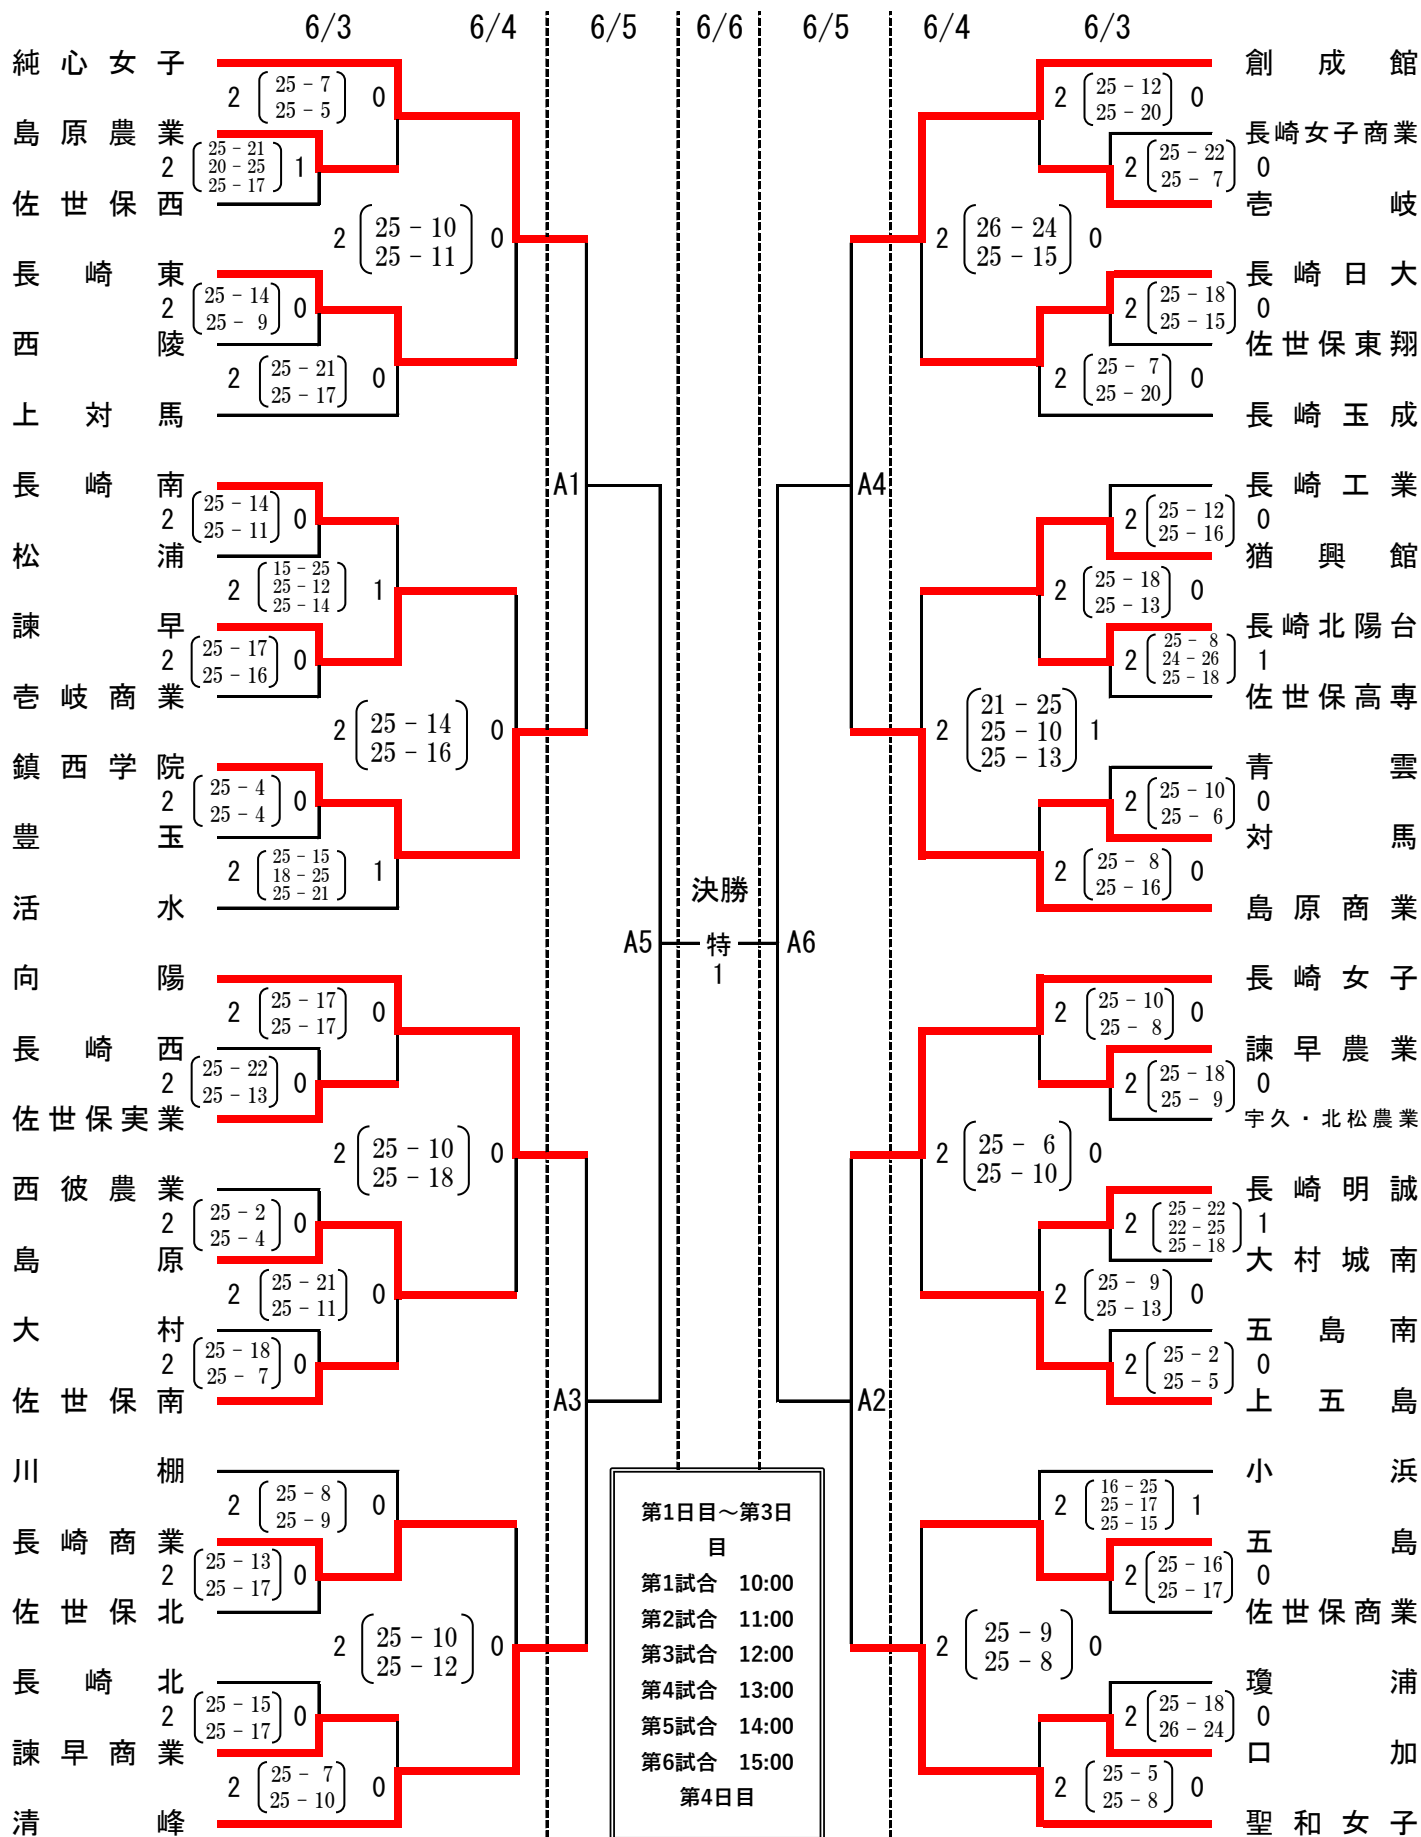 6/3 6/4 6/5 6/6 6/5 6/4 6/3
純心女子
2 25-7 0
25-5
島原農業
2 25-21 1
20-25
25-17
佐世保西
2 25-10 0
25-11
長崎東
2 25-14 0
25-9
西陵
2 25-21 0
25-17
上対馬
A1
長崎南
2 25-14 0
25-11
松浦
2 15-25 1
25-12
25-14
諫早
2 25-17 0
25-16
壱岐商業
2 25-14 0
25-16
鎮西学院
2 25-4 0
25-4
豊玉
2 25-15 1
18-25
25-21
活水
A5
向陽
2 25-17 0
25-17
長崎西
2 25-22 0
25-13
佐世保実業
2 25-10 0
25-18
西彼農業
2 25-2 0
25-4
島原
2 25-21 0
25-11
大村
2 25-18 0
25-7
佐世保南
A3
川棚
2 25-8 0
25-9
長崎商業
2 25-13 0
25-17
佐世保北
2 25-10 0
25-12
長崎北
2 25-15 0
25-17
諫早商業
2 25-7 0
25-10
清峰
決勝
特
1
第1日目～第3日
目
第1試合 10:00
第2試合 11:00
第3試合 12:00
第4試合 13:00
第5試合 14:00
第6試合 15:00
第4日目
創成館
2 25-12 0
25-20
長崎女子商業
2 25-22 0
25-7
壱岐
2 26-24 0
25-15
長崎日大
2 25-18 0
25-15
佐世保東翔
2 25-7 0
25-20
長崎玉成
A4
長崎工業
2 25-12 0
25-16
猶興館
2 25-18 0
25-13
長崎北陽台
2 25-8 1
24-26
25-18
佐世保高専
2 21-25 1
25-10
25-13
青雲
2 25-10 0
25-6
対馬
2 25-8 0
25-16
島原商業
A6
長崎女子
2 25-10 0
25-8
諫早農業
2 25-18 0
25-9
宇久・北松農業
2 25-6 0
25-10
長崎明誠
2 25-22 1
22-25
25-18
大村城南
2 25-9 0
25-13
五島南
2 25-2 0
25-5
上五島
A2
小浜
2 16-25 1
25-17
25-15
五島
2 25-16 0
25-17
佐世保商業
2 25-9 0
25-8
瓊浦
2 25-18 0
26-24
口加
2 25-5 0
25-8
聖和女子